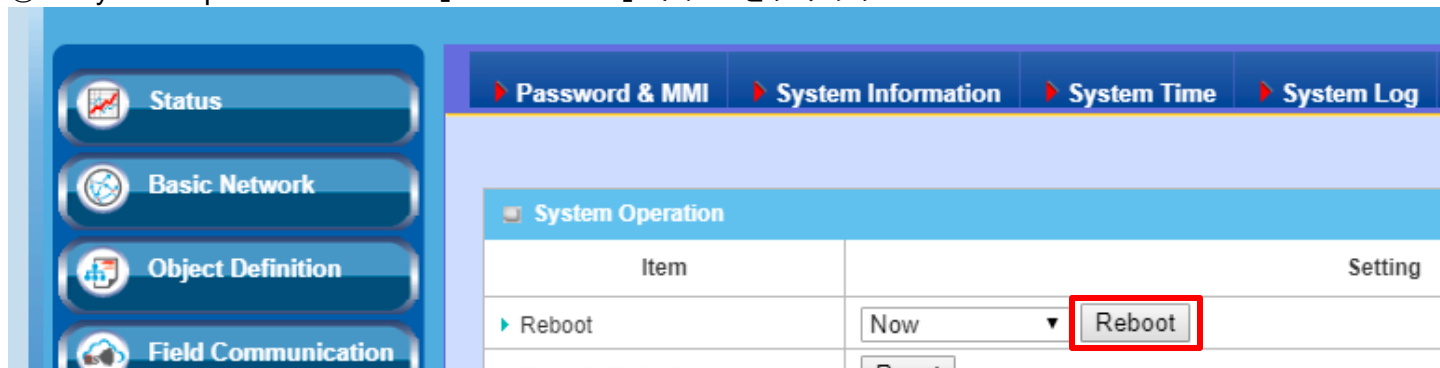 Status
Basic Network
Object Definition
Field Communication
Password & MMI System Information System Time System Log
System Operation
Item Setting
Reboot Now Reboot